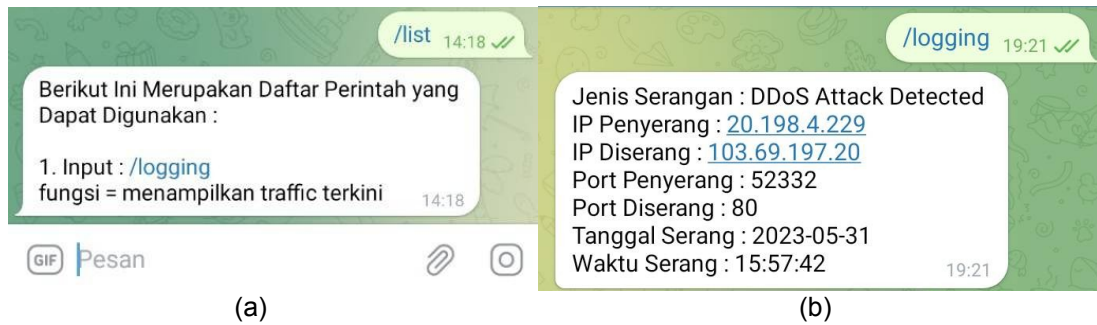 /list 14:18
Berikut Ini Merupakan Daftar Perintah yang
Dapat Digunakan :
1. Input : /logging
fungsi = menampilkan traffic terkini 14:18
GIF Pesan
(a)
/logging 19:21
Jenis Serangan : DDoS Attack Detected
IP Penyerang : 20.198.4.229
IP Diserang : 103.69.197.20
Port Penyerang : 52332
Port Diserang : 80
Tanggal Serang : 2023-05-31
Waktu Serang : 15:57:42 19:21
(b)